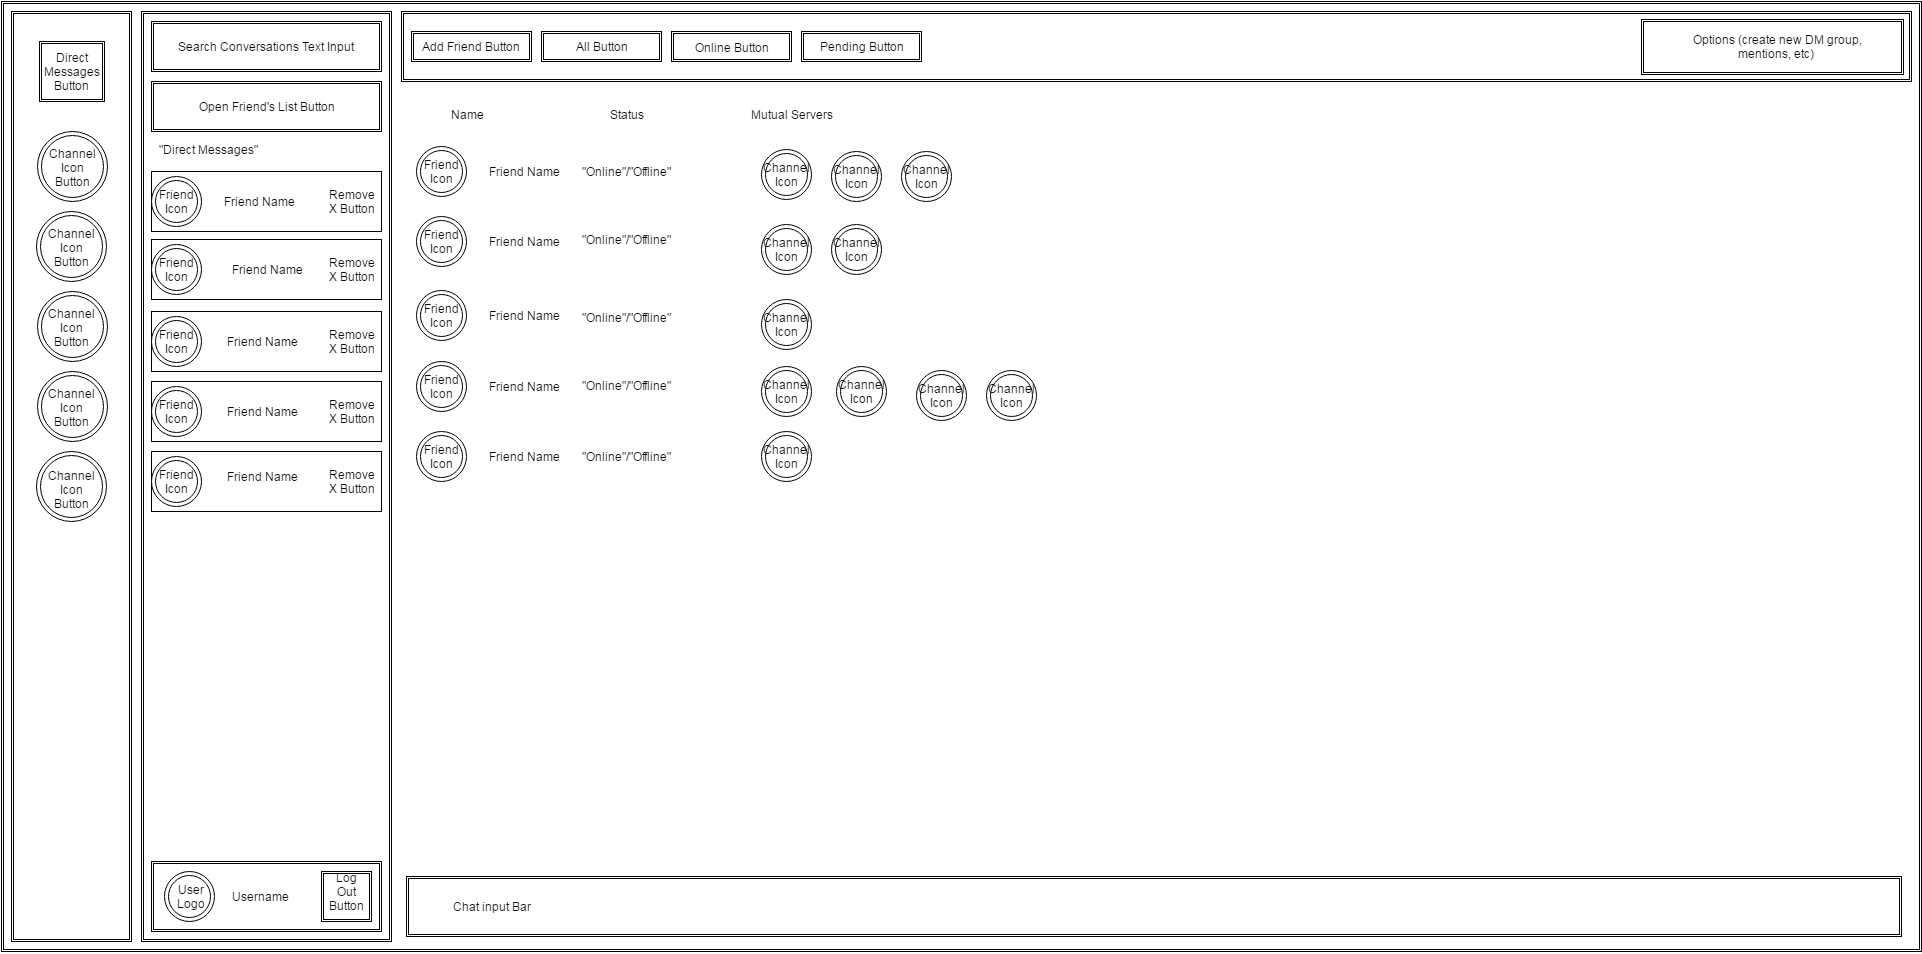 Direct
Messages
Button
Channel
Icon
Button
Channel
Icon
Button
Channel
Icon
Button
Channel
Icon
Button
Channel
Icon
Button
Search Conversations Text Input
Open Friend's List Button
"Direct Messages"
Friend
Icon
Friend Name
Remove
X Button
Friend
Icon
Friend Name
Remove
X Button
Friend
Icon
Friend Name
Remove
X Button
Friend
Icon
Friend Name
Remove
X Button
Friend
Icon
Friend Name
Remove
X Button
User
Logo
Username
Log
Out
Button
Add Friend Button
All Button
Online Button
Pending Button
Options (create new DM group,
mentions, etc)
Name
Status
Mutual Servers
Friend
Icon
Friend Name
"Online"/"Offline"
Channel
Icon
Channel
Icon
Channel
Icon
Friend
Icon
Friend Name
"Online"/"Offline"
Channel
Icon
Channel
Icon
Friend
Icon
Friend Name
"Online"/"Offline"
Channel
Icon
Friend
Icon
Friend Name
"Online"/"Offline"
Channel
Icon
Channel
Icon
Channel
Icon
Channel
Icon
Friend
Icon
Friend Name
"Online"/"Offline"
Channel
Icon
Chat input Bar